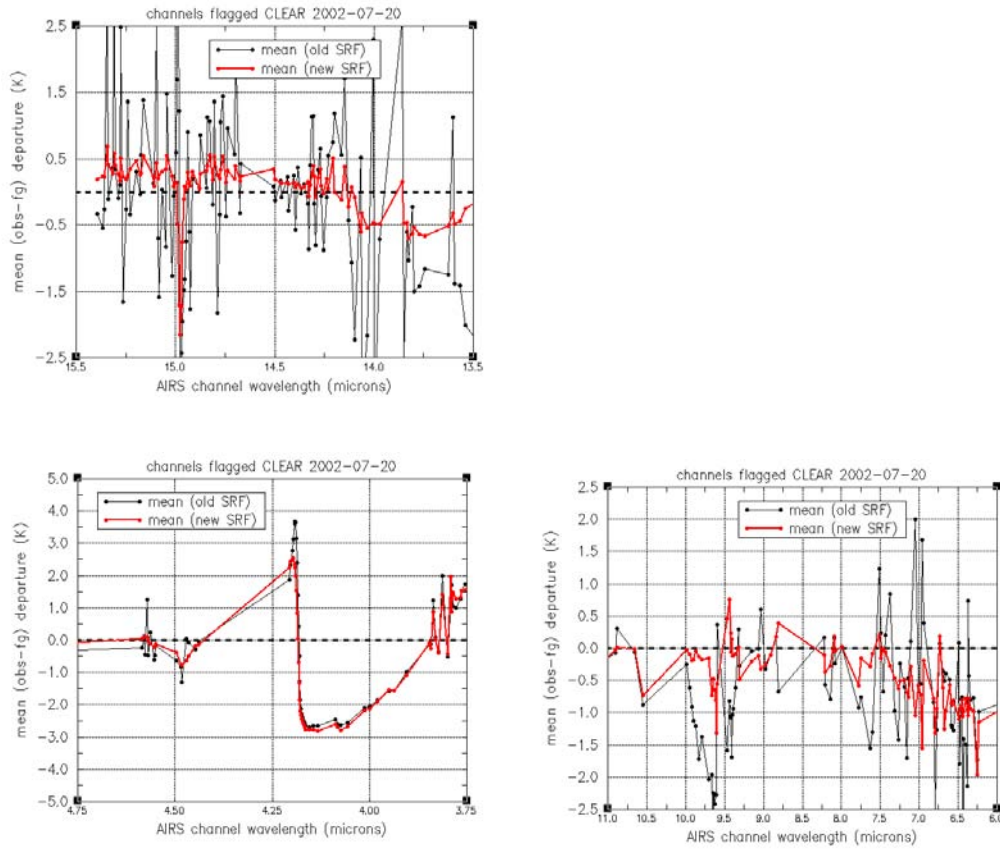 channels flagged CLEAR 2002-07-20
mean (old SRF)
mean (new SRF)
mean (obs-fg) departure (K)
2.5
1.5
0.5
-0.5
-1.5
-2.5
15.5 15.0 14.5 14.0 13.5
AIRS channel wavelength (microns)
channels flagged CLEAR 2002-07-20
mean (old SRF)
mean (new SRF)
mean (obs-fg) departure (K)
5.0
4.0
3.0
2.0
1.0
0.0
-1.0
-2.0
-3.0
-4.0
-5.0
4.75 4.50 4.25 4.00 3.75
AIRS channel wavelength (microns)
channels flagged CLEAR 2002-07-20
mean (old SRF)
mean (new SRF)
mean (obs-fg) departure (K)
2.5
2.0
1.5
1.0
0.5
0.0
-0.5
-1.0
-1.5
-2.0
-2.5
11.0 10.5 10.0 9.5 9.0 8.5 8.0 7.5 7.0 6.5 6.0
AIRS channel wavelength (microns)